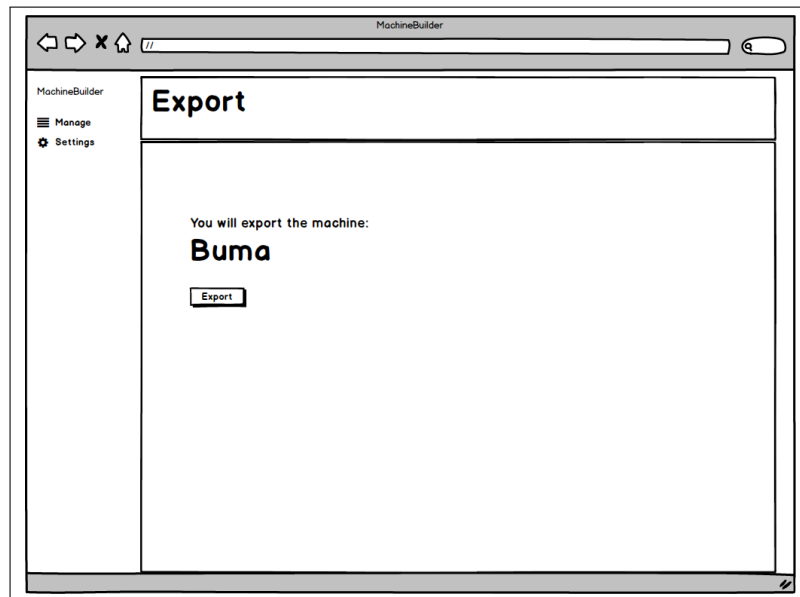 MachineBuilder
//
MachineBuilder
Manage
Settings
Export
You will export the machine:
Buma
Export